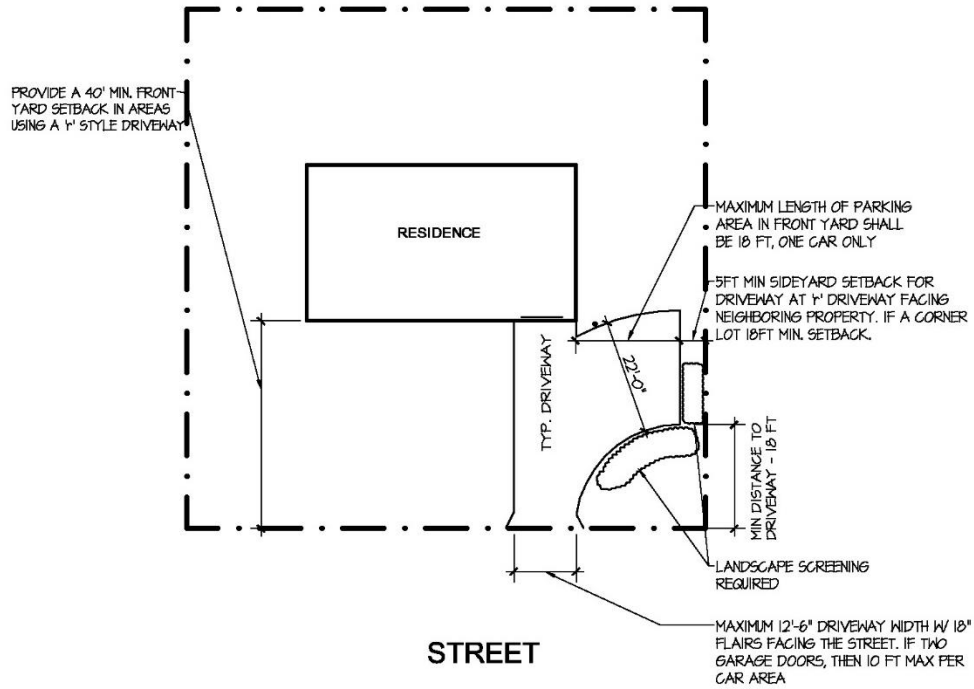 PROVIDE A 40' MIN. FRONT
YARD SETBACK IN AREAS
USING A 'r' STYLE DRIVEWAY
RESIDENCE
MAXIMUM LENGTH OF PARKING
AREA IN FRONT YARD SHALL
BE 18 FT, ONE CAR ONLY
5FT MIN SIDEYARD SETBACK FOR
DRIVEWAY AT 'r' DRIVEWAY FACING
NEIGHBORING PROPERTY. IF A CORNER
LOT 18FT MIN. SETBACK.
TYP. DRIVEWAY
22'-0"
MIN DISTANCE TO
DRIVEWAY - 18 FT
LANDSCAPE SCREENING
REQUIRED
MAXIMUM 12'-6" DRIVEWAY WIDTH W/ 18"
FLAIRS FACING THE STREET. IF TWO
GARAGE DOORS, THEN 10 FT MAX PER
CAR AREA
STREET